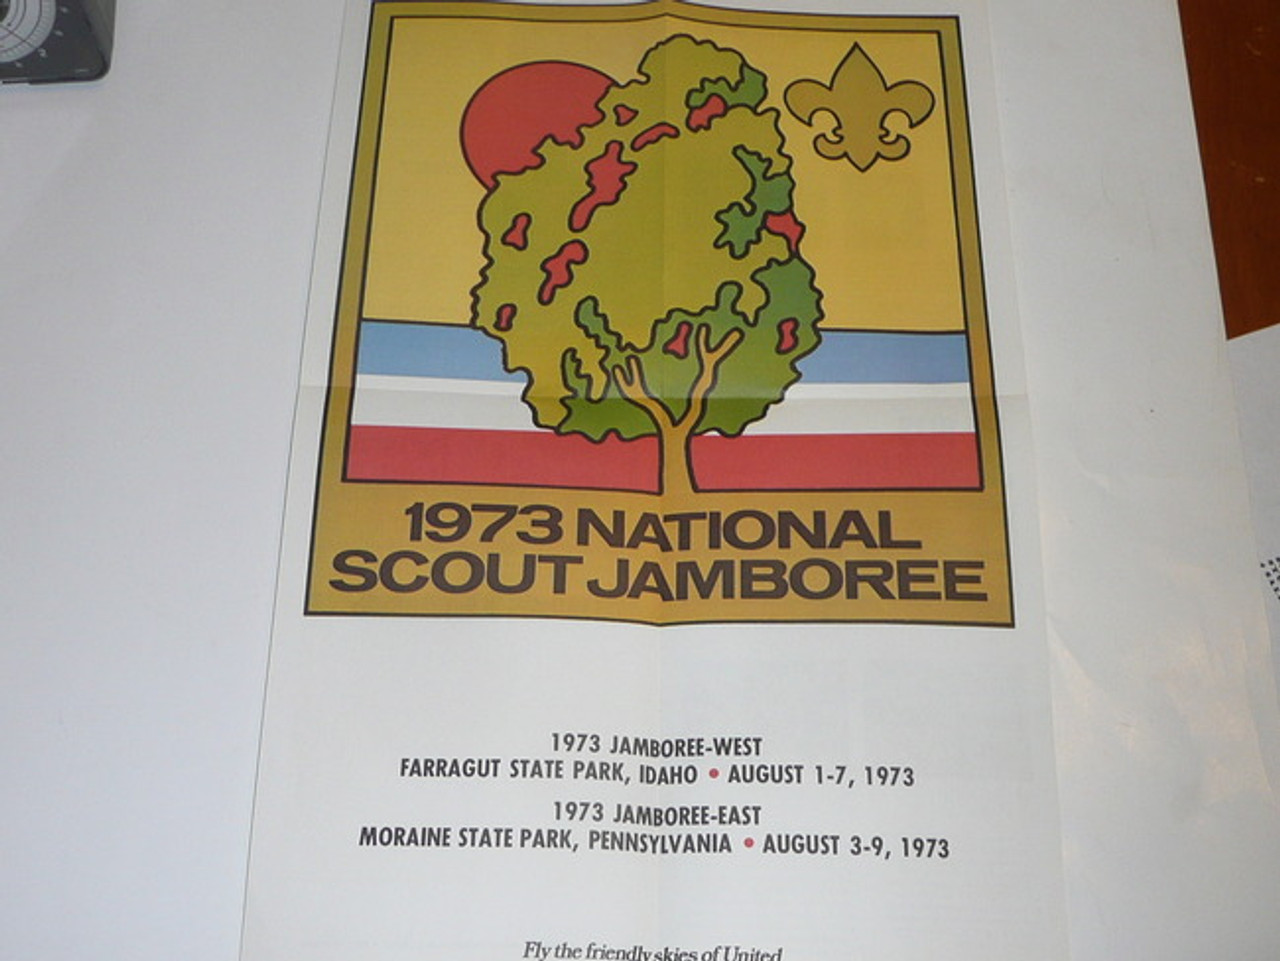 1973 NATIONAL
SCOUT JAMBOREE
1973 JAMBOREE-WEST
FARRAGUT STATE PARK, IDAHO • AUGUST 1-7, 1973
1973 JAMBOREE-EAST
MORAINE STATE PARK, PENNSYLVANIA • AUGUST 3-9, 1973
Fly the friendly skies of United